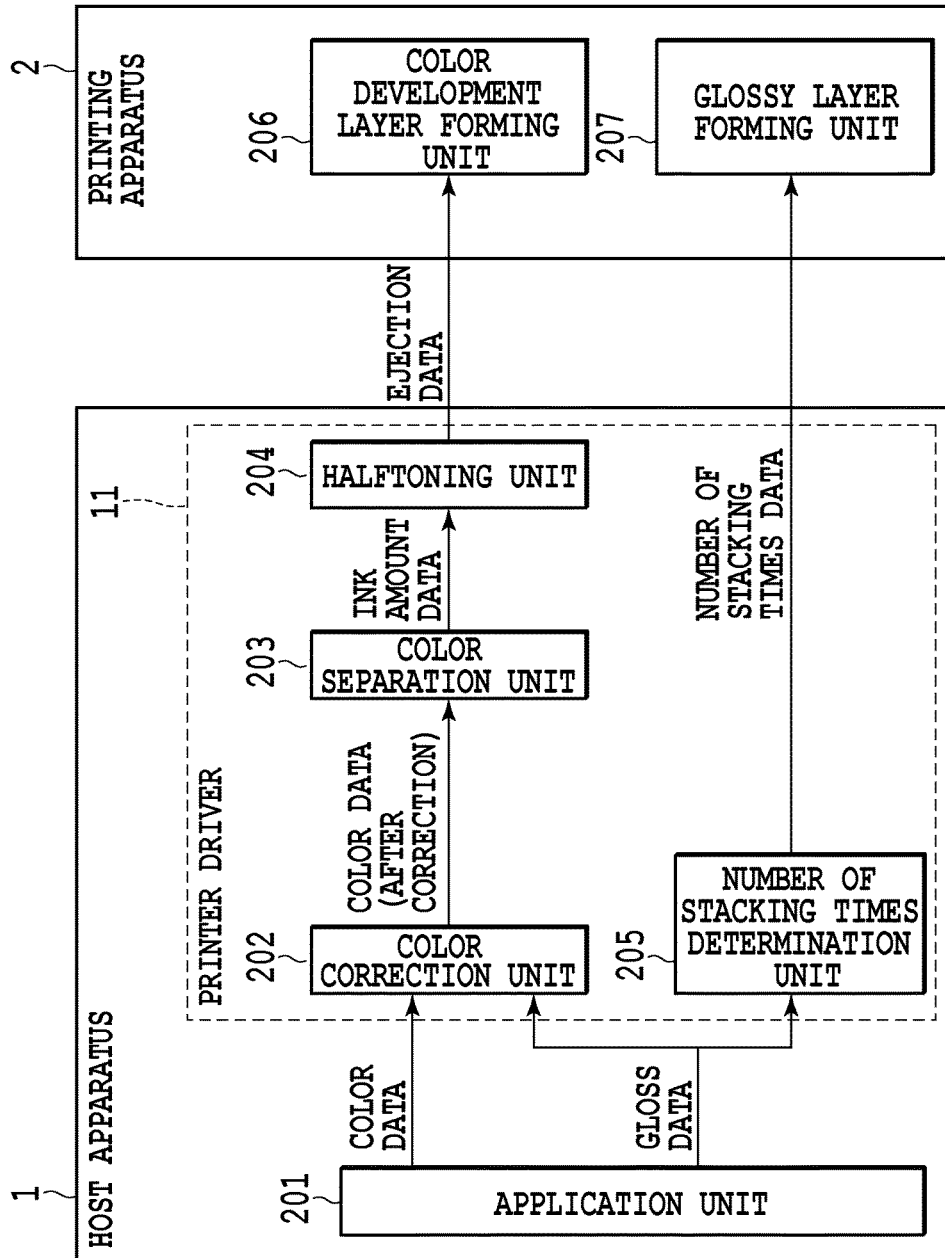 1
HOST APPARATUS
201
APPLICATION UNIT
COLOR
DATA
GLOSS
DATA
11
PRINTER DRIVER
202
COLOR
CORRECTION UNIT
COLOR DATA
(AFTER
CORRECTION)
203
COLOR
SEPARATION UNIT
INK
AMOUNT
DATA
204
HALFTONING UNIT
205
NUMBER OF
STACKING TIMES
DETERMINATION
UNIT
EJECTION
DATA
NUMBER OF
STACKING
TIMES DATA
2
PRINTING
APPARATUS
206
COLOR
DEVELOPMENT
LAYER FORMING
UNIT
207
GLOSSY LAYER
FORMING UNIT